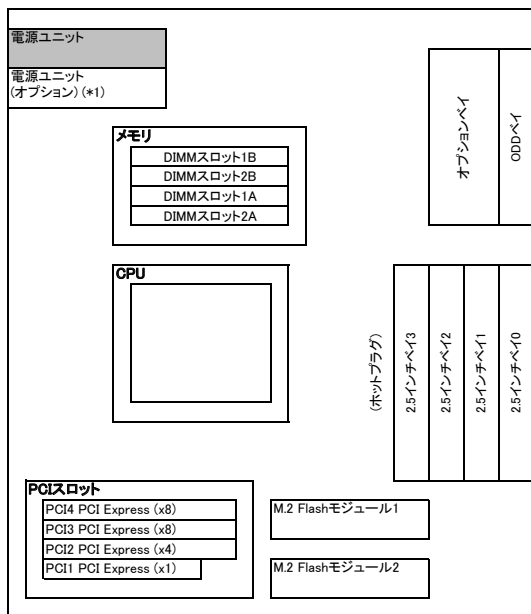 電源ユニット
電源ユニット
(オプション) (*1)
メモリ
DIMMスロット1B
DIMMスロット2B
DIMMスロット1A
DIMMスロット2A
オプションベイ
ODDベイ
CPU
(ホットプラグ)
2.5インチベイ3
2.5インチベイ2
2.5インチベイ1
2.5インチベイ0
PCIスロット
PCI4 PCI Express (x8)
PCI3 PCI Express (x8)
PCI2 PCI Express (x4)
PCI1 PCI Express (x1)
M.2 Flashモジュール1
M.2 Flashモジュール2